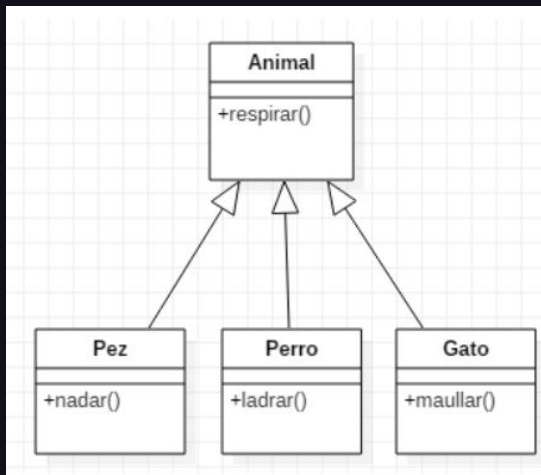 Animal
+respirar()
Pez
+nadar()
Perro
+ladrar()
Gato
+maullar()